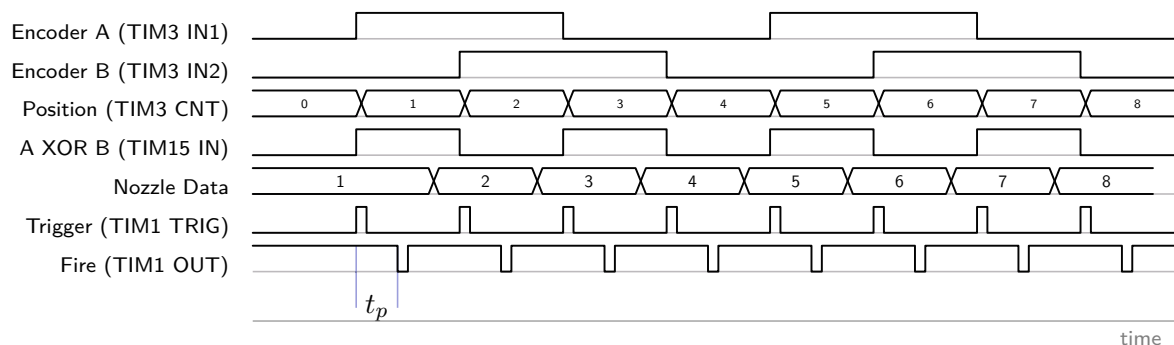 Encoder A (TIM3 IN1)
Encoder B (TIM3 IN2)
Position (TIM3 CNT) 0 1 2 3 4 5 6 7 8
A XOR B (TIM15 IN)
Nozzle Data 1 2 3 4 5 6 7 8
Trigger (TIM1 TRIG)
Fire (TIM1 OUT)
tp
time